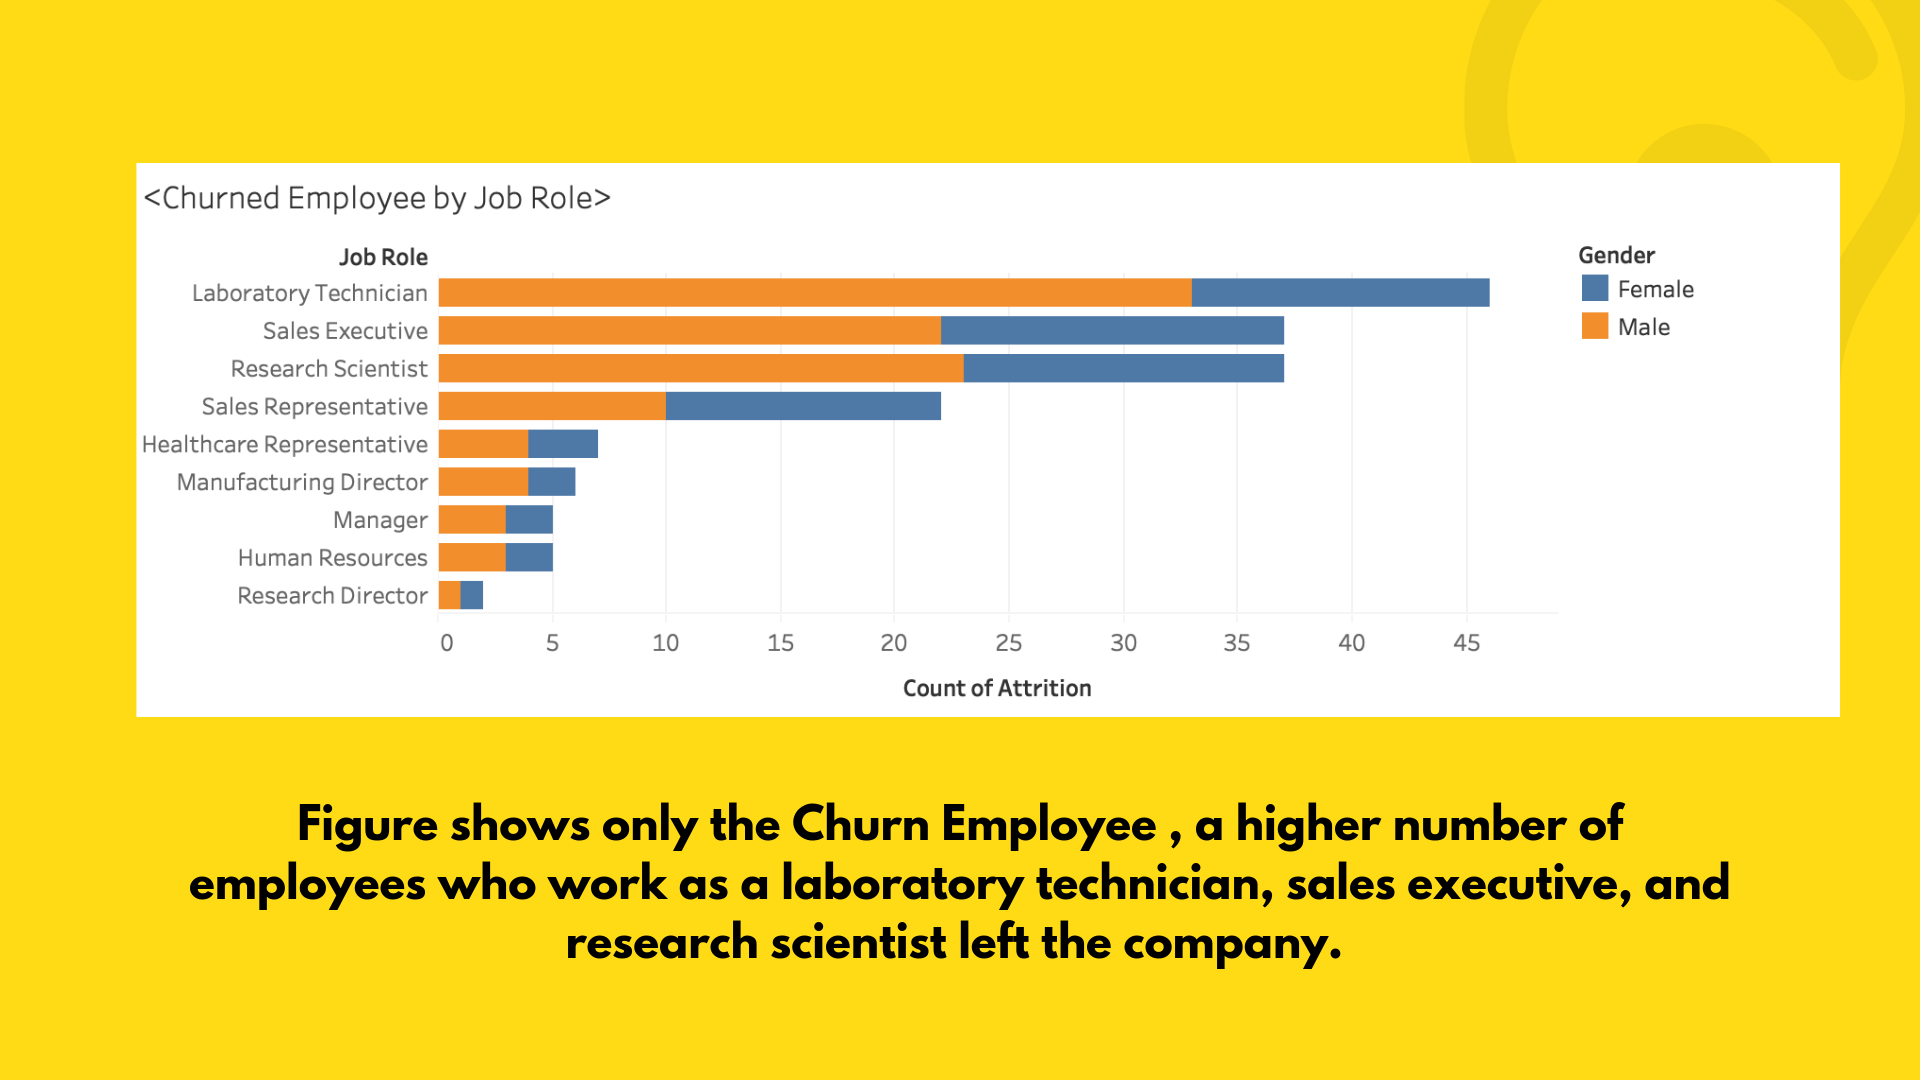 <Churned Employee by Job Role>
Job Role
Laboratory Technician
Sales Executive
Research Scientist
Sales Representative
Healthcare Representative
Manufacturing Director
Manager
Human Resources
Research Director
0 5 10 15 20 25 30 35 40 45
Count of Attrition
Gender
Female
Male
Figure shows only the Churn Employee , a higher number of
employees who work as a laboratory technician, sales executive, and
research scientist left the company.